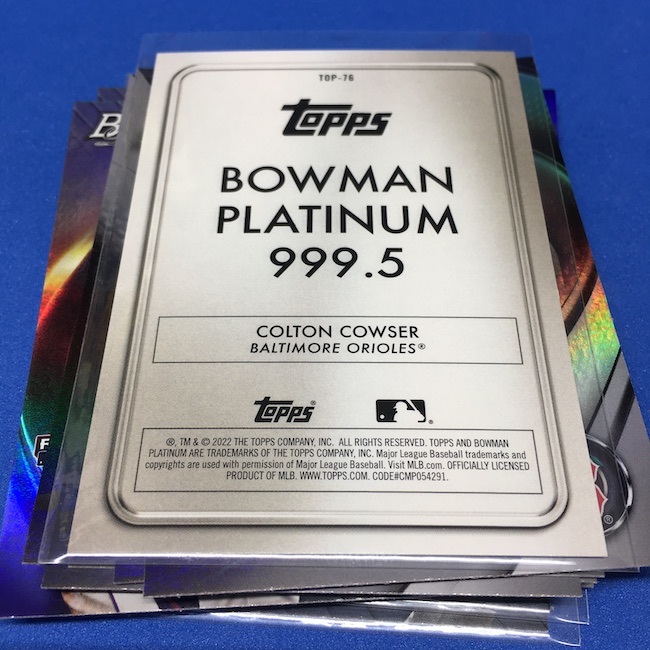 TOP-76
Topps
BOWMAN
PLATINUM
999.5
COLTON COWSER
BALTIMORE ORIOLES®
Topps®
®, TM & © 2022 THE TOPPS COMPANY, INC. ALL RIGHTS RESERVED. TOPPS AND BOWMAN
PLATINUM ARE TRADEMARKS OF THE TOPPS COMPANY, INC. Major League Baseball trademarks and
copyrights are used with permission of Major League Baseball. Visit MLB.com. OFFICIALLY LICENSED
PRODUCT OF MLB. WWW.TOPPS.COM. CODE#CMP054291.